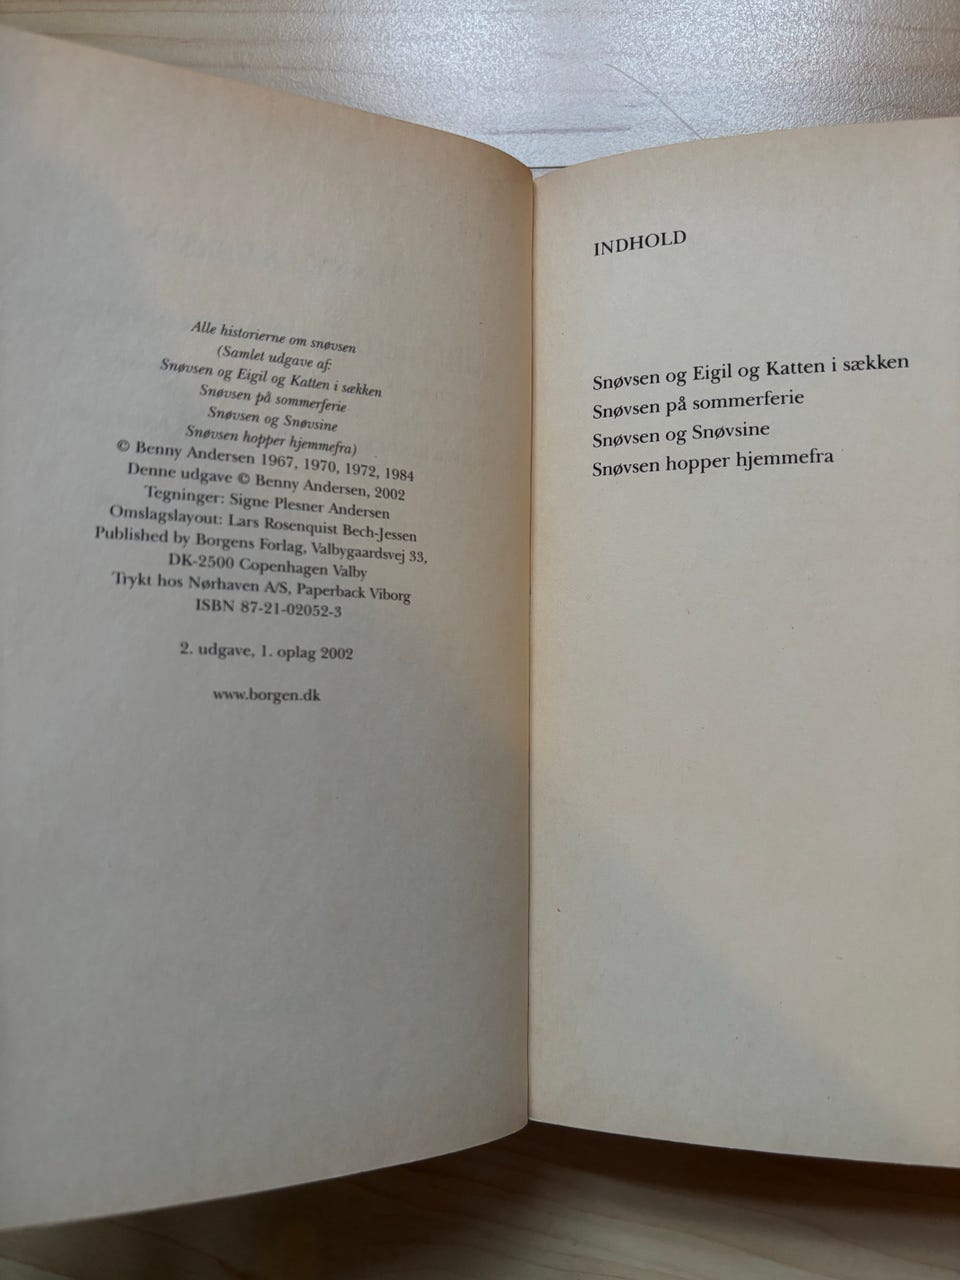 Alle historierne om snøvsen
(Samlet udgave af:
Snøvsen og Eigil og Katten i sækken
Snøvsen på sommerferie
Snøvsen og Snøvsine
Snøvsen hopper hjemmefra)
© Benny Andersen 1967, 1970, 1972, 1984
Denne udgave © Benny Andersen, 2002
Tegninger: Signe Plesner Andersen
Omslagslayout: Lars Rosenquist Bech-Jessen
Published by Borgens Forlag, Valbygaardsvej 33,
DK-2500 Copenhagen Valby
Trykt hos Nørhaven A/S, Paperback Viborg
ISBN 87-21-02052-3
2. udgave, 1. oplag 2002
www.borgen.dk
INDHOLD
Snøvsen og Eigil og Katten i sækken
Snøvsen på sommerferie
Snøvsen og Snøvsine
Snøvsen hopper hjemmefra